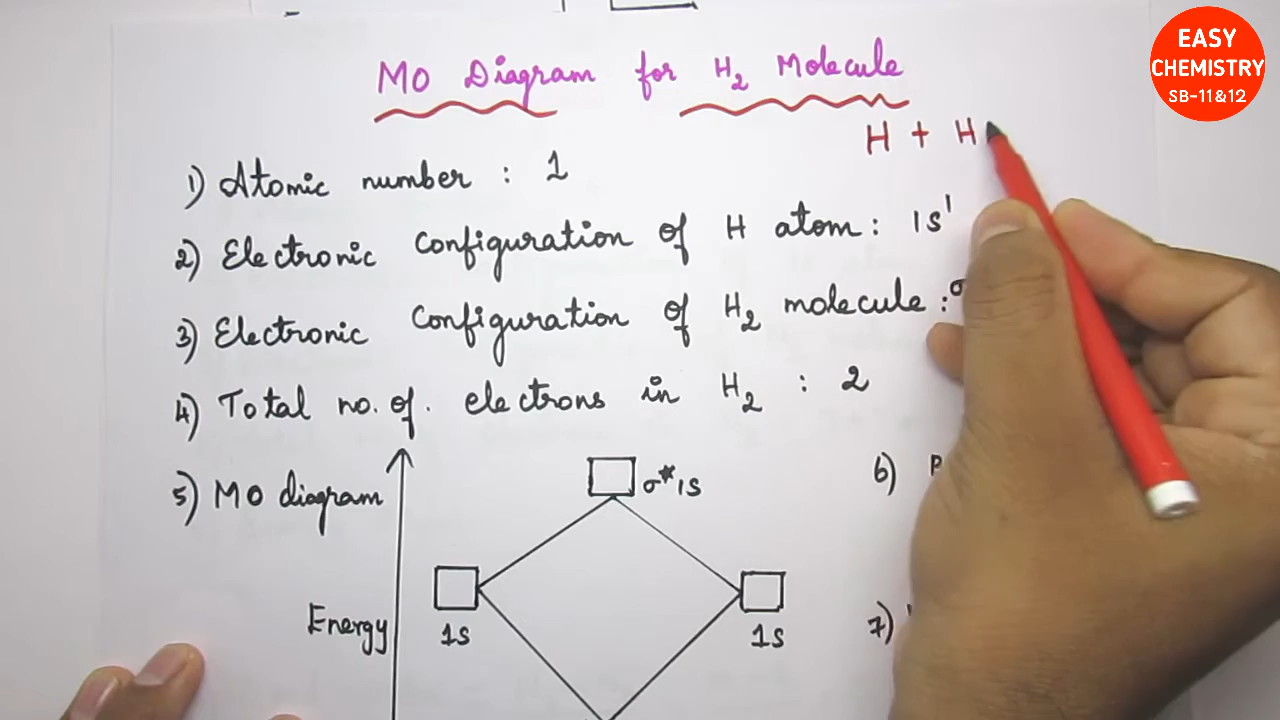 EASY
CHEMISTRY
SB-11&12
MO Diagram for H₂ Molecule
H + H
1) Atomic number : 1
2) Electronic configuration of H atom : 1s¹
3) Electronic configuration of H₂ molecule : σ
4) Total no. of. electrons in H₂ : 2
5) MO diagram
σ*1s
6)
Energy
1s
1s
7)